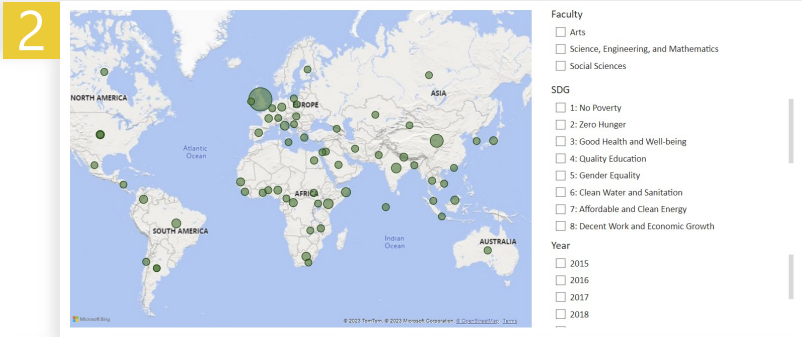 2
NORTH AMERICA
EUROPE
ASIA
Atlantic
Ocean
AFRICA
SOUTH AMERICA
Indian
Ocean
AUSTRALIA
Microsoft Bing
© 2023 TomTom, © 2023 Microsoft Corporation, © OpenStreetMap Terms
Faculty
Arts
Science, Engineering, and Mathematics
Social Sciences
SDG
1: No Poverty
2: Zero Hunger
3: Good Health and Well-being
4: Quality Education
5: Gender Equality
6: Clean Water and Sanitation
7: Affordable and Clean Energy
8: Decent Work and Economic Growth
Year
2015
2016
2017
2018